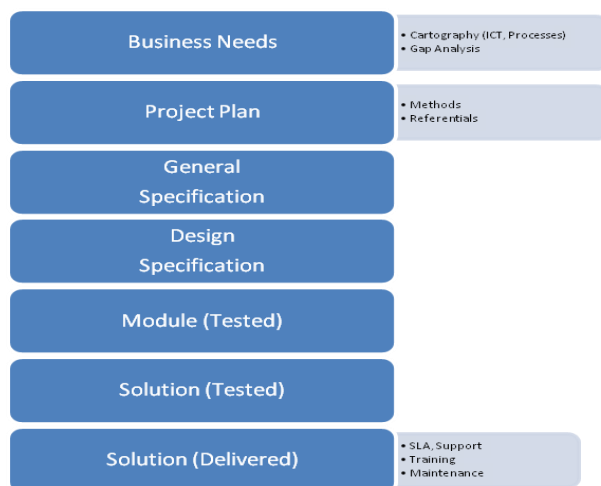 Business Needs
• Cartography (ICT, Processes)
• Gap Analysis
Project Plan
• Methods
• Referentials
General
Specification
Design
Specification
Module (Tested)
Solution (Tested)
Solution (Delivered)
• SLA, Support
• Training
• Maintenance